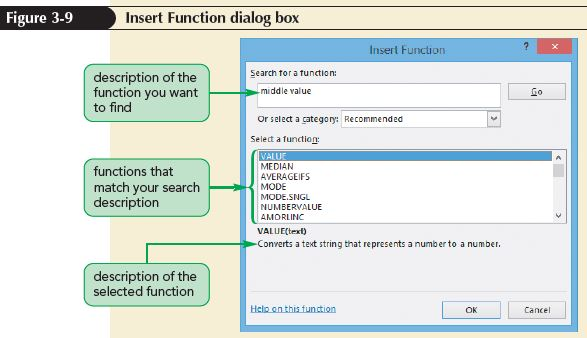 Figure 3-9
Insert Function dialog box
Insert Function
?
x
description of the
function you want
to find
Search for a function:
middle value
Go
Or select a category:
Recommended
Select a function:
functions that
match your search
description
VALUE
MEDIAN
AVERAGEIFS
MODE
MODE.SNGL
NUMBERVALUE
AMORLINC
VALUE(text)
Converts a text string that represents a number to a number.
description of the
selected function
Help on this function
OK
Cancel